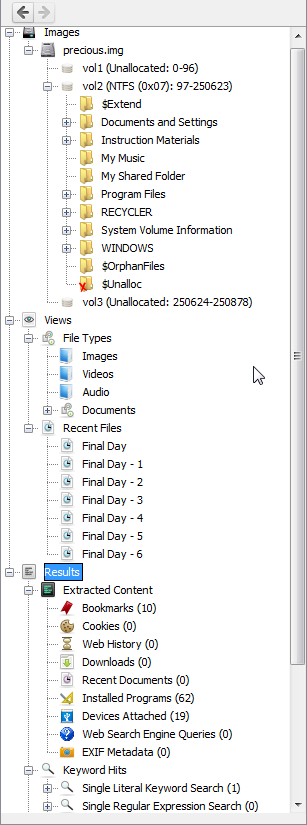 Images
precious.img
vol1 (Unallocated: 0-96)
vol2 (NTFS (0x07): 97-250623)
$Extend
Documents and Settings
Instruction Materials
My Music
My Shared Folder
Program Files
RECYCLER
System Volume Information
WINDOWS
$OrphanFiles
$Unalloc
vol3 (Unallocated: 250624-250878)
Views
File Types
Images
Videos
Audio
Documents
Recent Files
Final Day
Final Day - 1
Final Day - 2
Final Day - 3
Final Day - 4
Final Day - 5
Final Day - 6
Results
Extracted Content
Bookmarks (10)
Cookies (0)
Web History (0)
Downloads (0)
Recent Documents (0)
Installed Programs (62)
Devices Attached (19)
Web Search Engine Queries (0)
EXIF Metadata (0)
Keyword Hits
Single Literal Keyword Search (1)
Single Regular Expression Search (0)